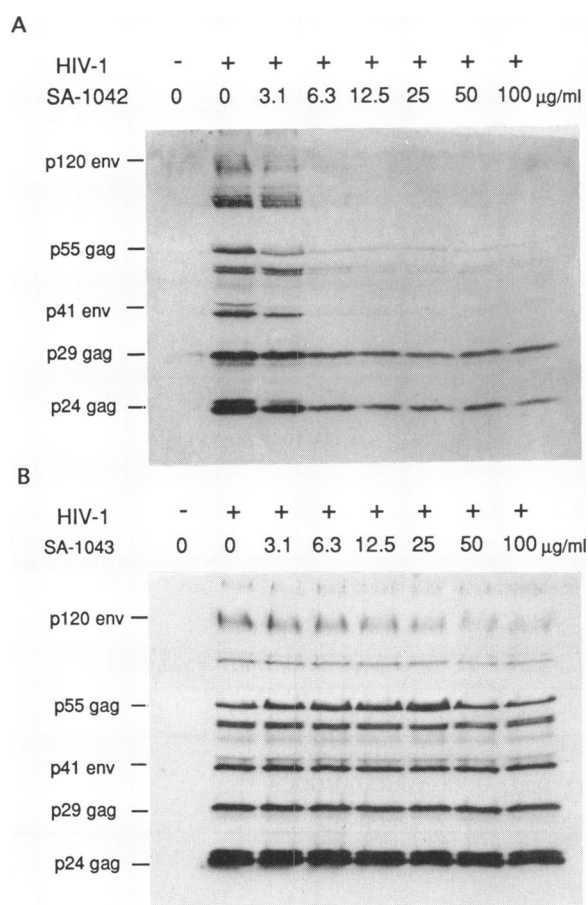 A
HIV-1 - + + + + + + +
SA-1042 0 0 3.1 6.3 12.5 25 50 100 μg/ml
p120 env
p55 gag
p41 env
p29 gag
p24 gag
B
HIV-1 - + + + + + + +
SA-1043 0 0 3.1 6.3 12.5 25 50 100 μg/ml
p120 env
p55 gag
p41 env
p29 gag
p24 gag